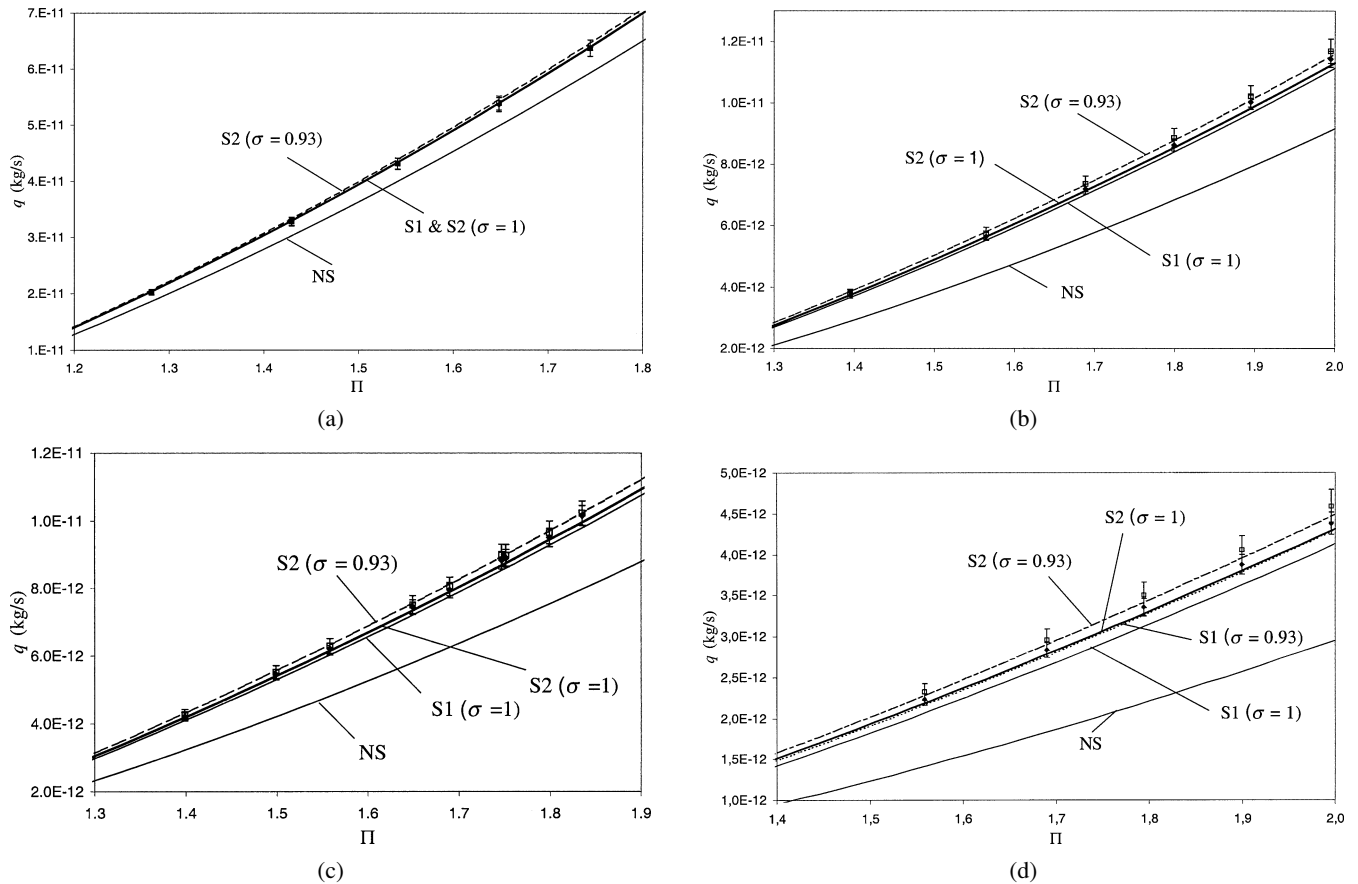 7.E-11
6.E-11
5.E-11
4.E-11
3.E-11
2.E-11
1.E-11
q (kg/s)
S2 (σ = 0.93)
S1 & S2 (σ = 1)
NS
1.2 1.3 1.4 1.5 1.6 1.7 1.8
Π
(a)
1.2E-11
1.0E-11
8.0E-12
6.0E-12
4.0E-12
2.0E-12
q (kg/s)
S2 (σ = 0.93)
S2 (σ = 1)
S1 (σ = 1)
NS
1.3 1.4 1.5 1.6 1.7 1.8 1.9 2.0
Π
(b)
1.2E-11
1.0E-11
8.0E-12
6.0E-12
4.0E-12
2.0E-12
q (kg/s)
S2 (σ = 0.93)
S2 (σ =1)
S1 (σ =1)
NS
1.3 1.4 1.5 1.6 1.7 1.8 1.9
Π
(c)
5,0E-12
4,5E-12
4,0E-12
3,5E-12
3,0E-12
2,5E-12
2,0E-12
1,5E-12
1,0E-12
q (kg/s)
S2 (σ = 1)
S2 (σ = 0.93)
S1 (σ = 0.93)
S1 (σ = 1)
NS
1,4 1,5 1,6 1,7 1,8 1,9 2,0
Π
(d)